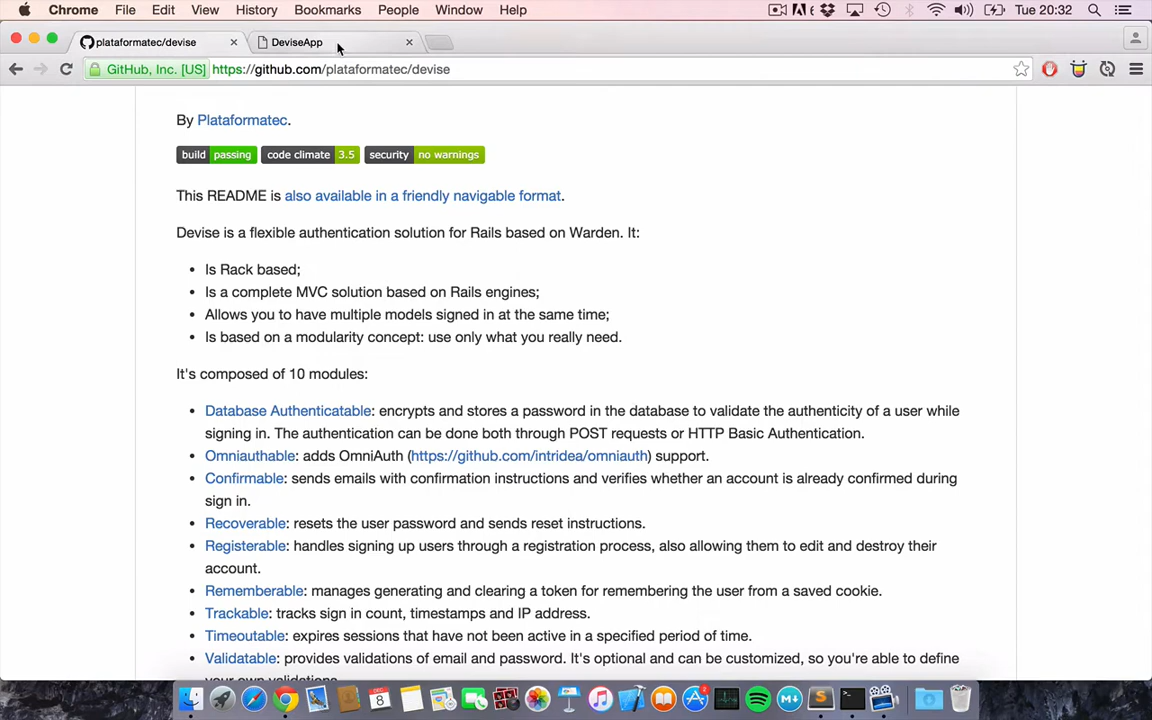 Chrome File Edit View History Bookmarks People Window Help Tue 20:32
plataformatec/devise DeviseApp
GitHub, Inc. [US] https://github.com/plataformatec/devise
By Plataformatec.
build passing code climate 3.5 security no warnings
This README is also available in a friendly navigable format.
Devise is a flexible authentication solution for Rails based on Warden. It:
• Is Rack based;
• Is a complete MVC solution based on Rails engines;
• Allows you to have multiple models signed in at the same time;
• Is based on a modularity concept: use only what you really need.
It's composed of 10 modules:
• Database Authenticatable: encrypts and stores a password in the database to validate the authenticity of a user while
signing in. The authentication can be done both through POST requests or HTTP Basic Authentication.
• Omniauthable: adds OmniAuth (https://github.com/intridea/omniauth) support.
• Confirmable: sends emails with confirmation instructions and verifies whether an account is already confirmed during
sign in.
• Recoverable: resets the user password and sends reset instructions.
• Registerable: handles signing up users through a registration process, also allowing them to edit and destroy their
account.
• Rememberable: manages generating and clearing a token for remembering the user from a saved cookie.
• Trackable: tracks sign in count, timestamps and IP address.
• Timeoutable: expires sessions that have not been active in a specified period of time.
• Validatable: provides validations of email and password. It's optional and can be customized, so you're able to define
your own validations.